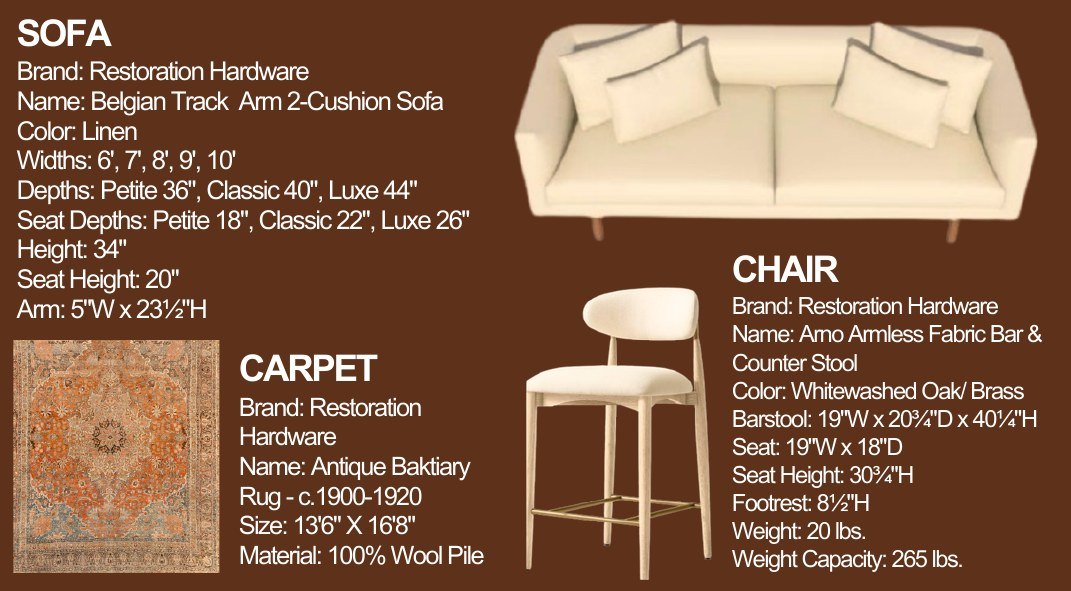 SOFA
Brand: Restoration Hardware
Name: Belgian Track  Arm 2-Cushion Sofa
Color: Linen
Widths: 6', 7', 8', 9', 10'
Depths: Petite 36", Classic 40", Luxe 44"
Seat Depths: Petite 18", Classic 22", Luxe 26"
Height: 34"
Seat Height: 20"
Arm: 5"W x 23½"H
CARPET
Brand: Restoration
Hardware
Name: Antique Baktiary
Rug - c.1900-1920
Size: 13'6" X 16'8"
Material: 100% Wool Pile
CHAIR
Brand: Restoration Hardware
Name: Arno Armless Fabric Bar &
Counter Stool
Color: Whitewashed Oak/ Brass
Barstool: 19"W x 20¾"D x 40¼"H
Seat: 19"W x 18"D
Seat Height: 30¾"H
Footrest: 8½"H
Weight: 20 lbs.
Weight Capacity: 265 lbs.